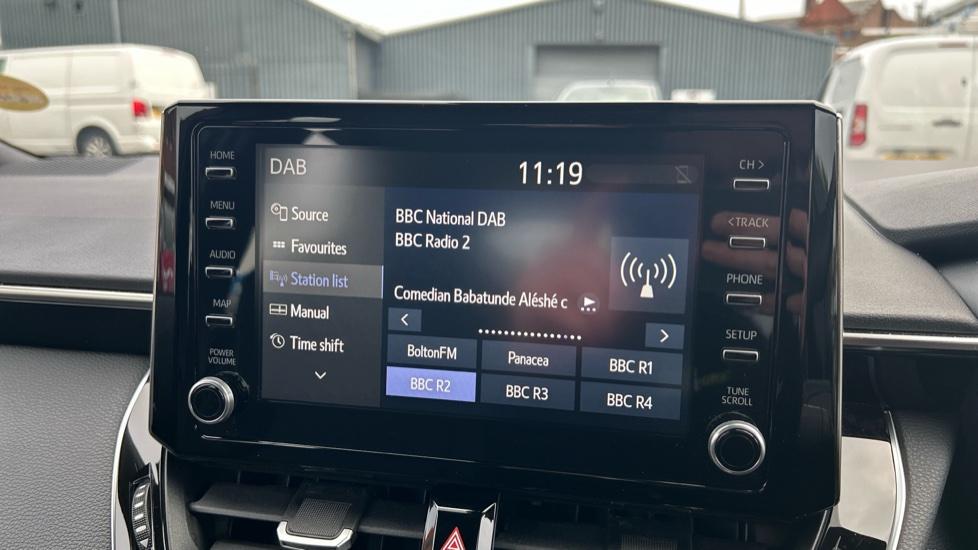 HOME
MENU
AUDIO
MAP
POWER
VOLUME
DAB
11:19
Source
Favourites
Station list
Manual
Time shift
BBC National DAB
BBC Radio 2
Comedian Babatunde Aléshé c
BoltonFM
Panacea
BBC R1
BBC R2
BBC R3
BBC R4
CH >
< TRACK
PHONE
SETUP
TUNE
SCROLL